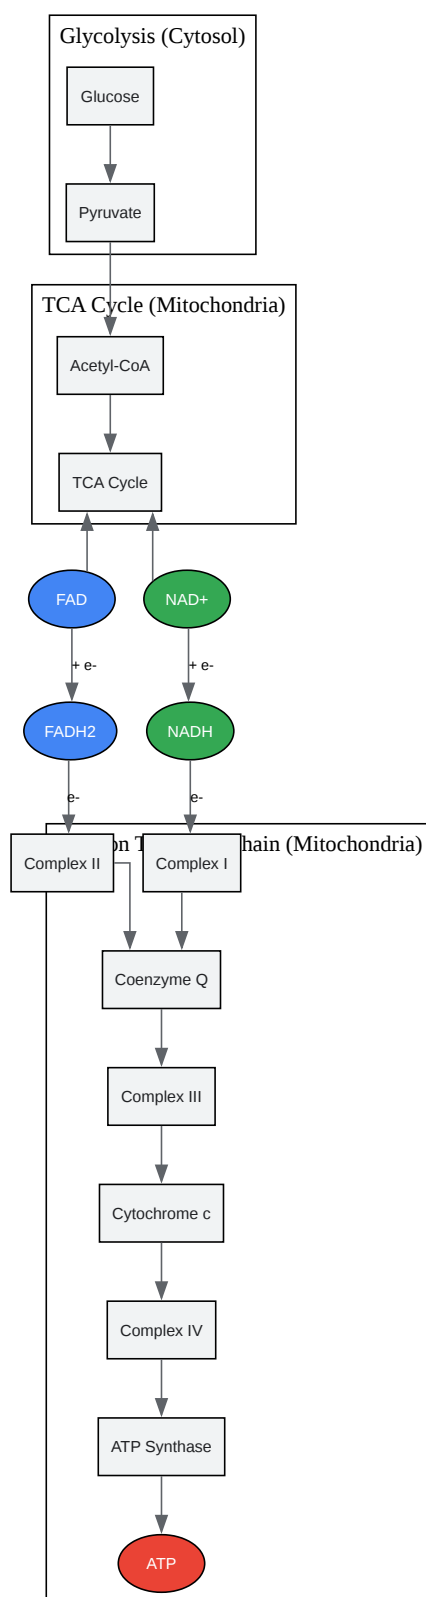 Glycolysis (Cytosol)
Glucose
Pyruvate
TCA Cycle (Mitochondria)
Acetyl-CoA
TCA Cycle
FAD
NAD+
+ e-
+ e-
FADH2
NADH
e-
e-
(Mitochondria)
Complex II
Complex I
Coenzyme Q
Complex III
Cytochrome c
Complex IV
ATP Synthase
ATP